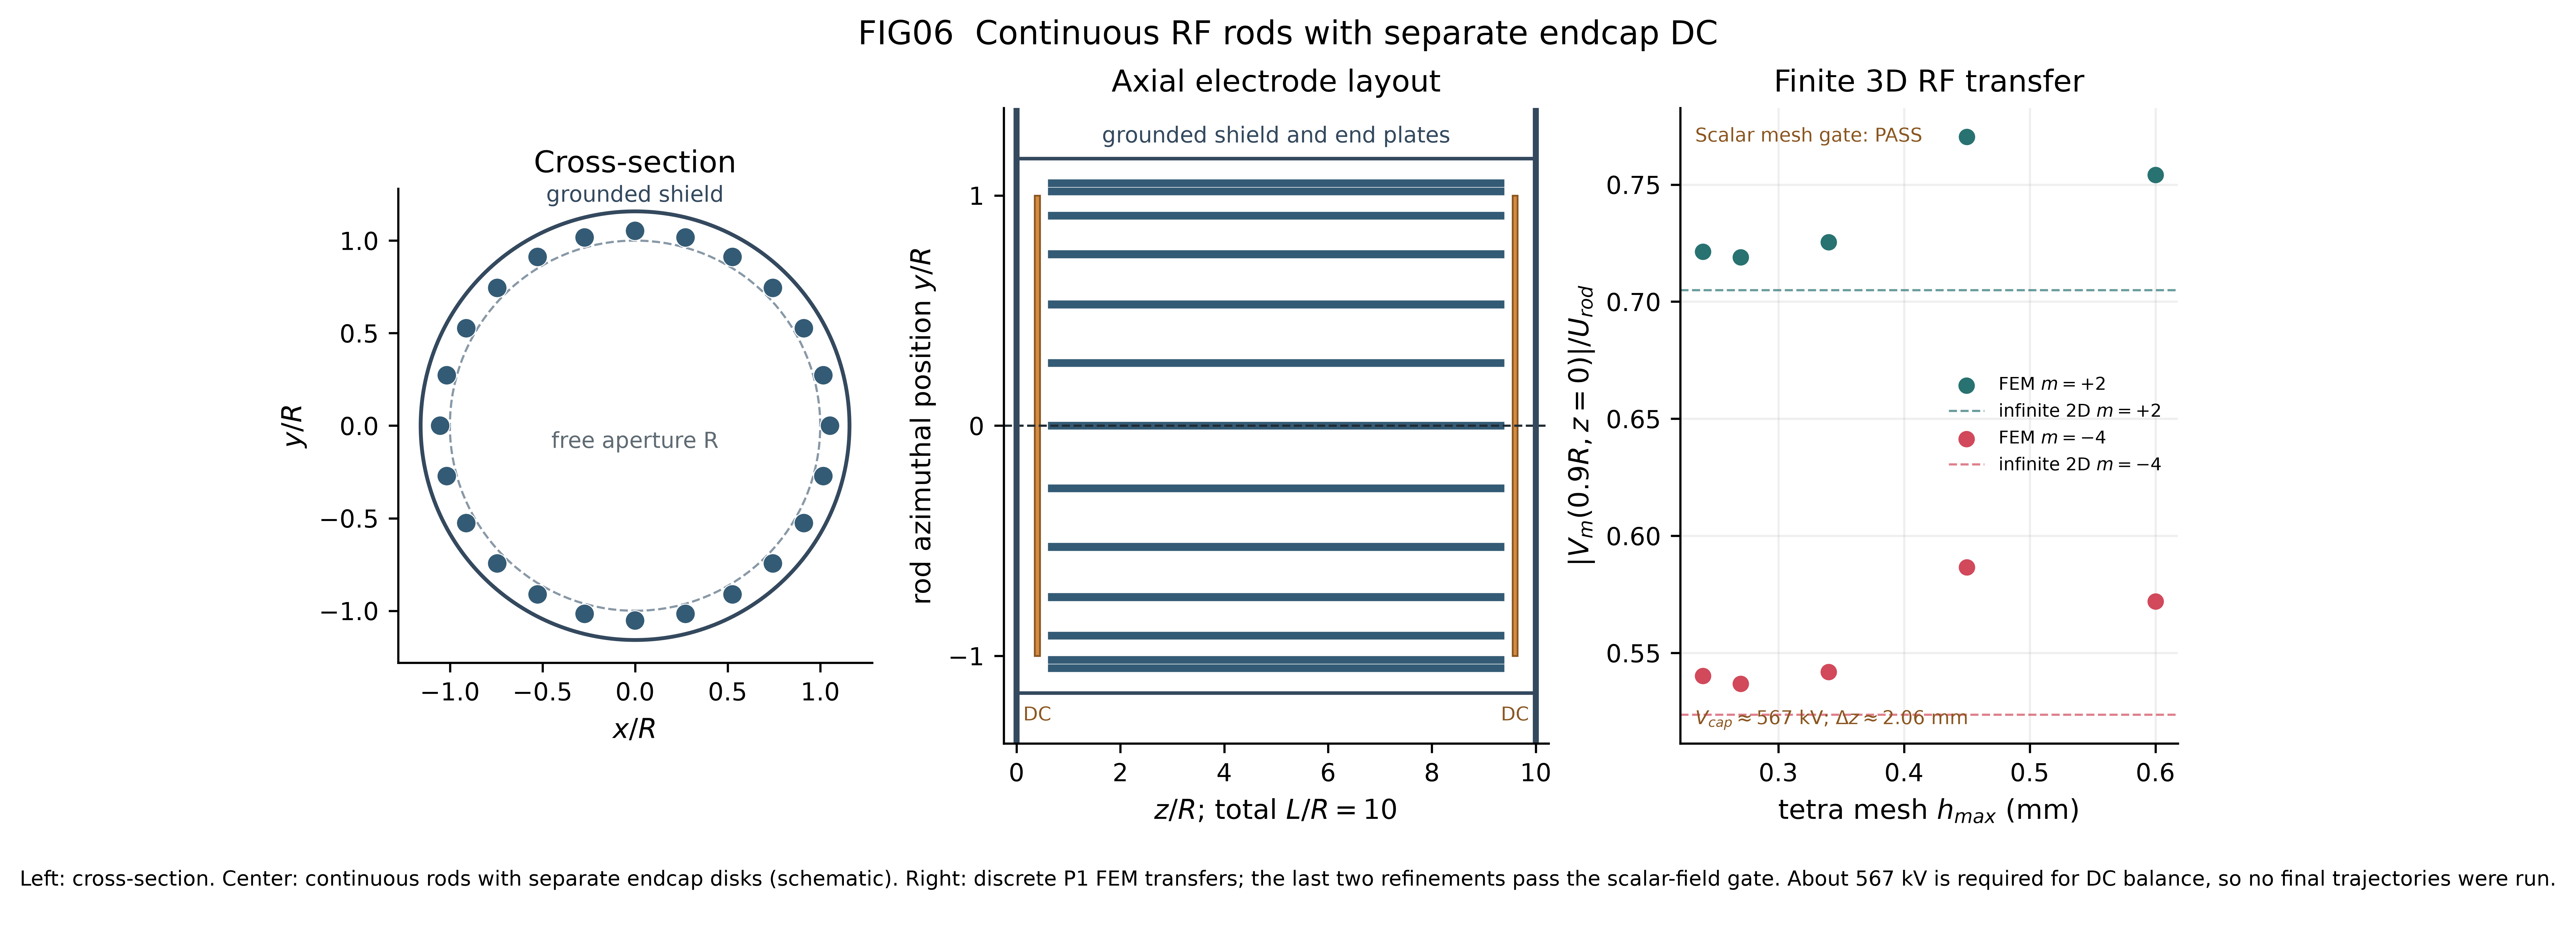 FIG06  Continuous RF rods with separate endcap DC
Cross-section
grounded shield
free aperture R
1.0
0.5
0.0
−0.5
−1.0
y/R
−1.0 −0.5 0.0 0.5 1.0
x/R
Axial electrode layout
grounded shield and end plates
1
0
−1
rod azimuthal position y/R
DC
DC
0 2 4 6 8 10
z/R; total L/R = 10
Finite 3D RF transfer
Scalar mesh gate: PASS
0.75
0.70
0.65
0.60
0.55
|V_m(0.9R, z = 0)|/U_rod
FEM m = +2
infinite 2D m = +2
FEM m = −4
infinite 2D m = −4
V_cap ≈ 567 kV; Δz ≈ 2.06 mm
0.3 0.4 0.5 0.6
tetra mesh h_max (mm)
Left: cross-section. Center: continuous rods with separate endcap disks (schematic). Right: discrete P1 FEM transfers; the last two refinements pass the scalar-field gate. About 567 kV is required for DC balance, so no final trajectories were run.